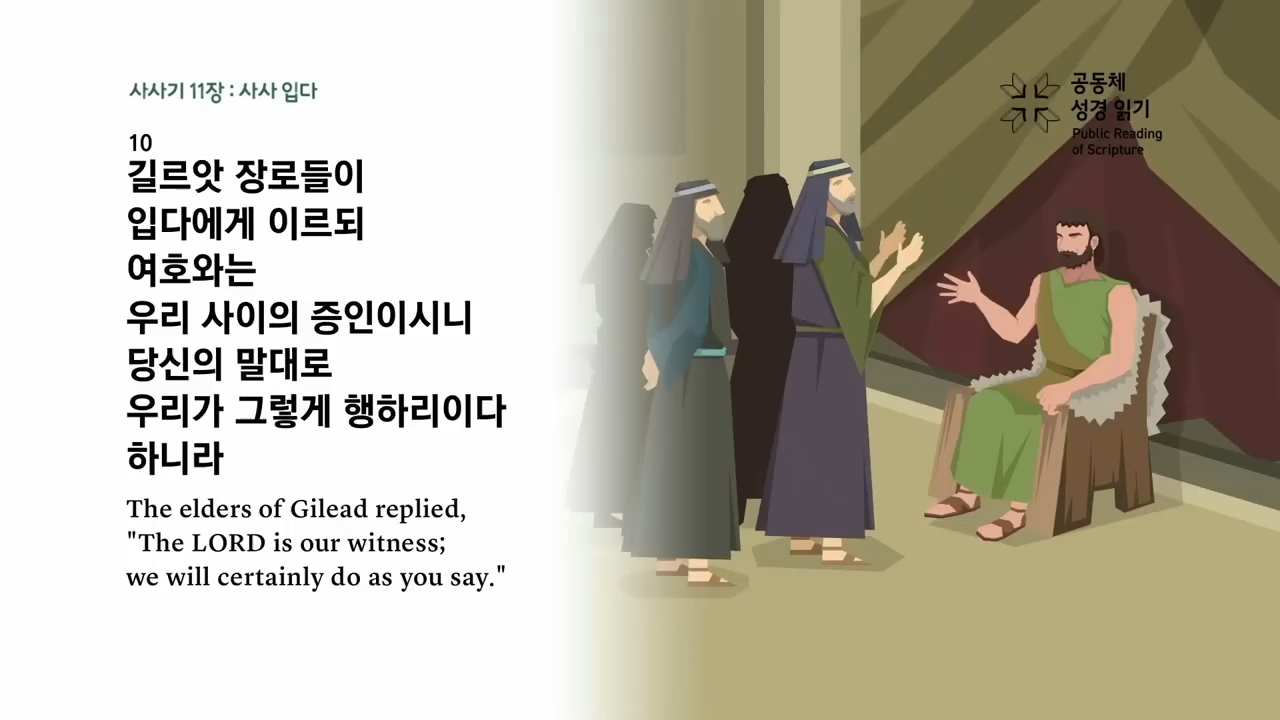 사사기 11장 : 사사 입다
10
길르앗 장로들이
입다에게 이르되
여호와는
우리 사이의 증인이시니
당신의 말대로
우리가 그렇게 행하리이다
하니라
The elders of Gilead replied,
"The LORD is our witness;
we will certainly do as you say."
공동체
성경 읽기
Public Reading
of Scripture